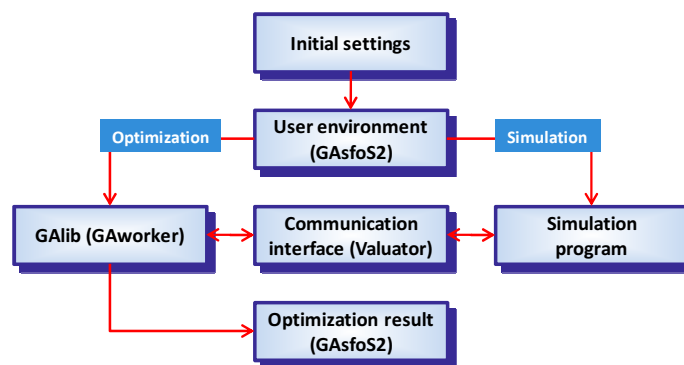 Initial settings
Optimization
User environment
(GAsfoS2)
Simulation
GAlib (GAworker)
Communication
interface (Valuator)
Simulation
program
Optimization result
(GAsfoS2)